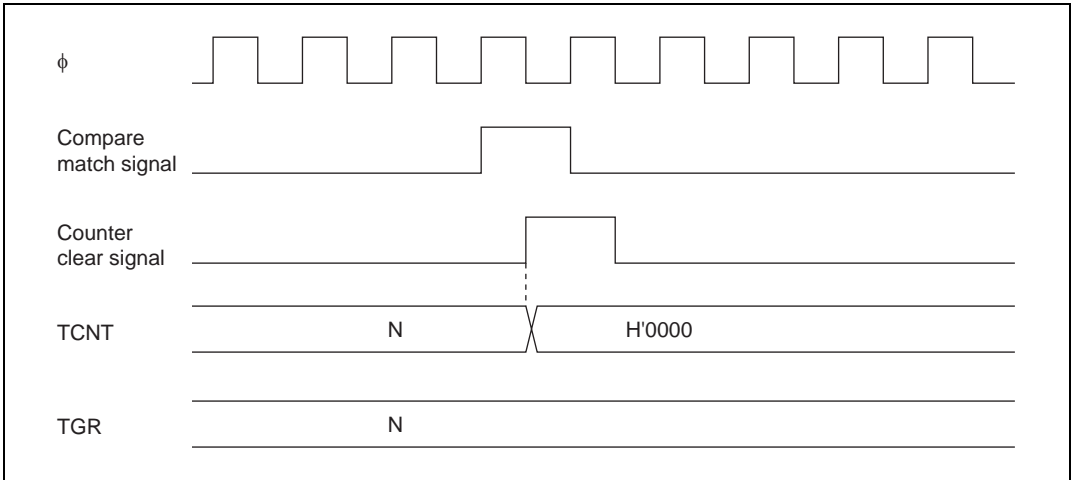 ϕ
Compare
match signal
Counter
clear signal
TCNT
N
H'0000
TGR
N